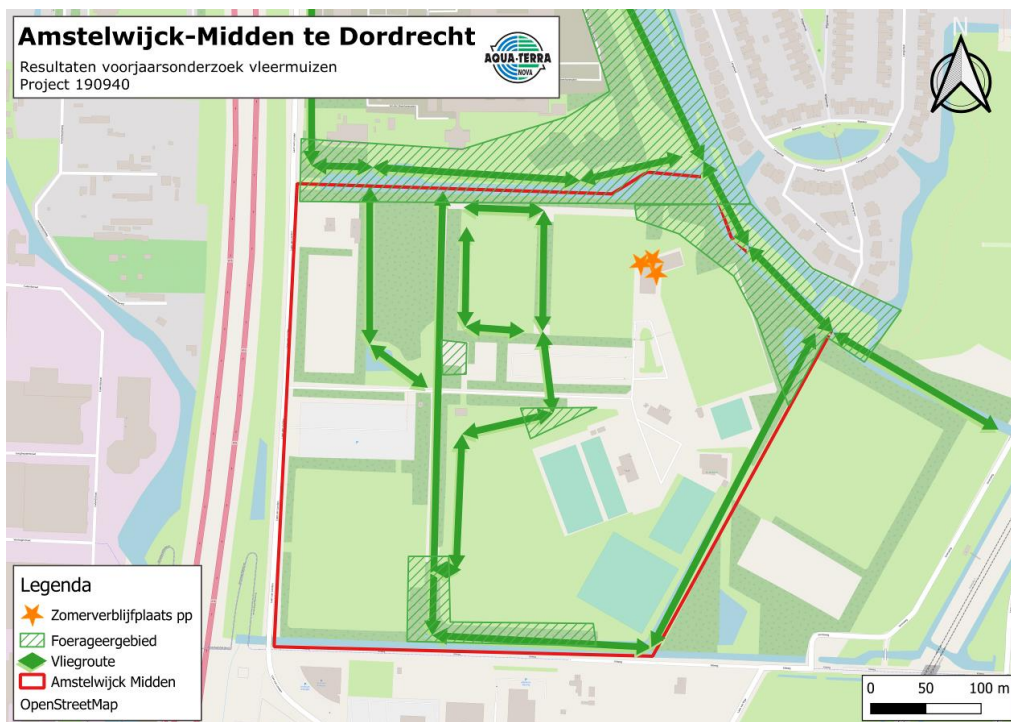 Amstelwijck-Midden te Dordrecht
Resultaten voorjaarsonderzoek vleermuizen
Project 190940
AQUA-TERRA
NOVA
N
Legenda
Zomerverblijfplaats pp
Foerageergebied
Vliegroute
Amstelwijck Midden
OpenStreetMap
0 50 100 m